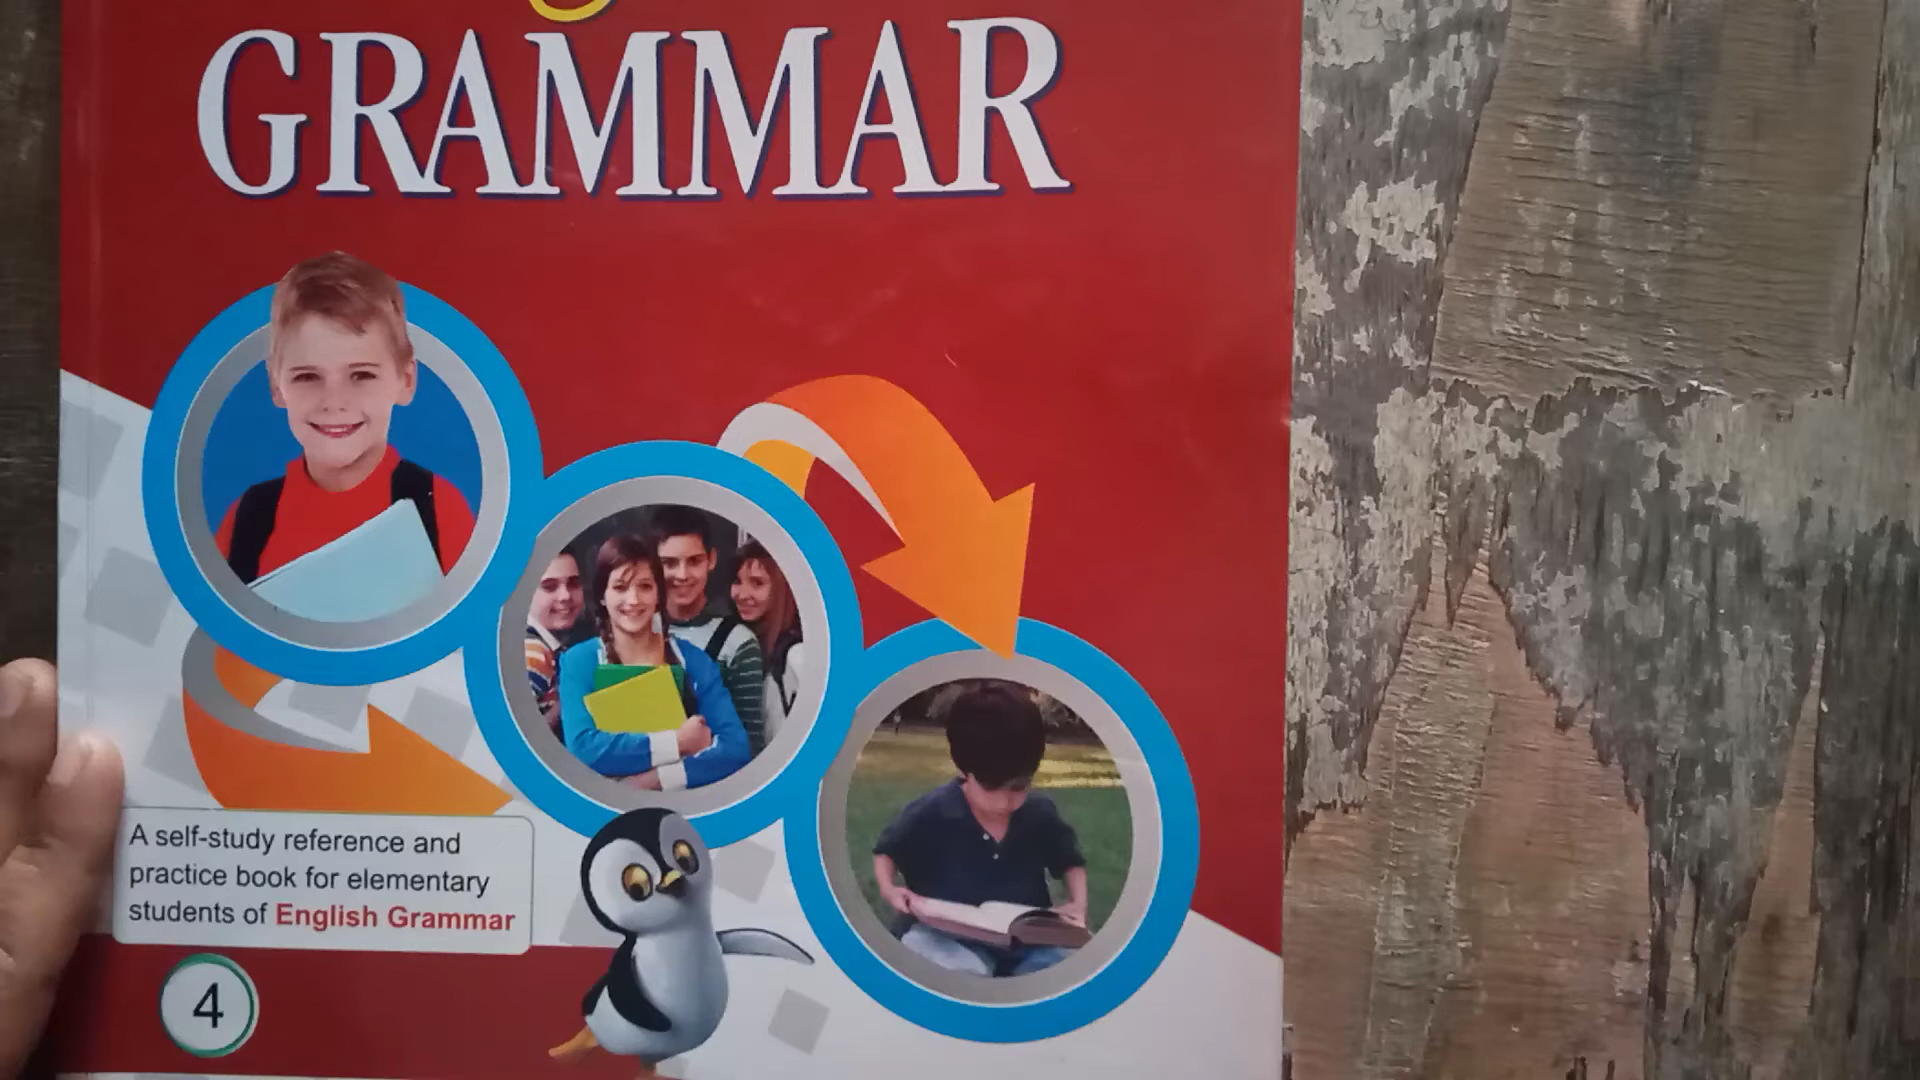 GRAMMAR
A self-study reference and
practice book for elementary
students of English Grammar
4